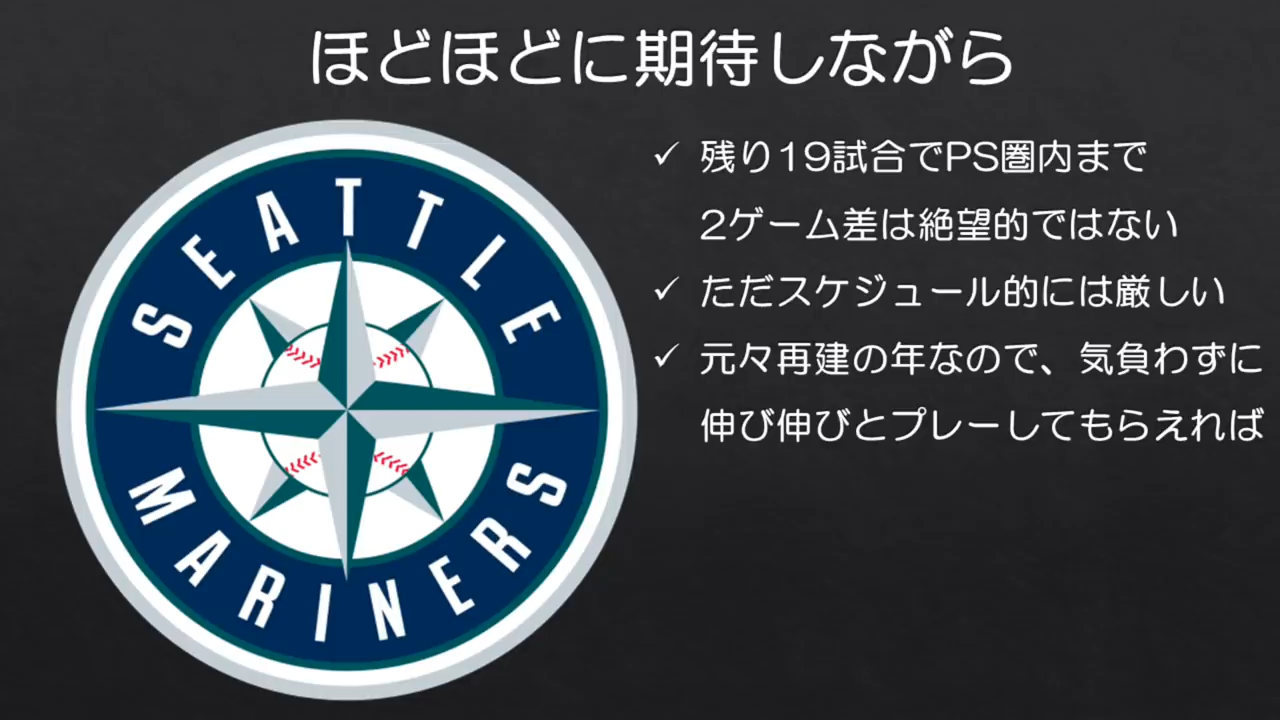 ほどほどに期待しながら
SEATTLE
MARINERS
✓ 残り19試合でPS圏内まで
2ゲーム差は絶望的ではない
✓ ただスケジュール的には厳しい
✓ 元々再建の年なので、気負わずに
伸び伸びとプレーしてもらえれば